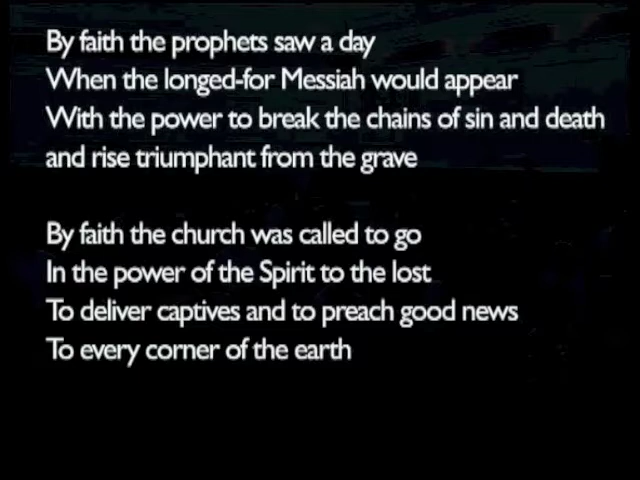 By faith the prophets saw a day
When the longed-for Messiah would appear
With the power to break the chains of sin and death
and rise triumphant from the grave
By faith the church was called to go
In the power of the Spirit to the lost
To deliver captives and to preach good news
To every corner of the earth